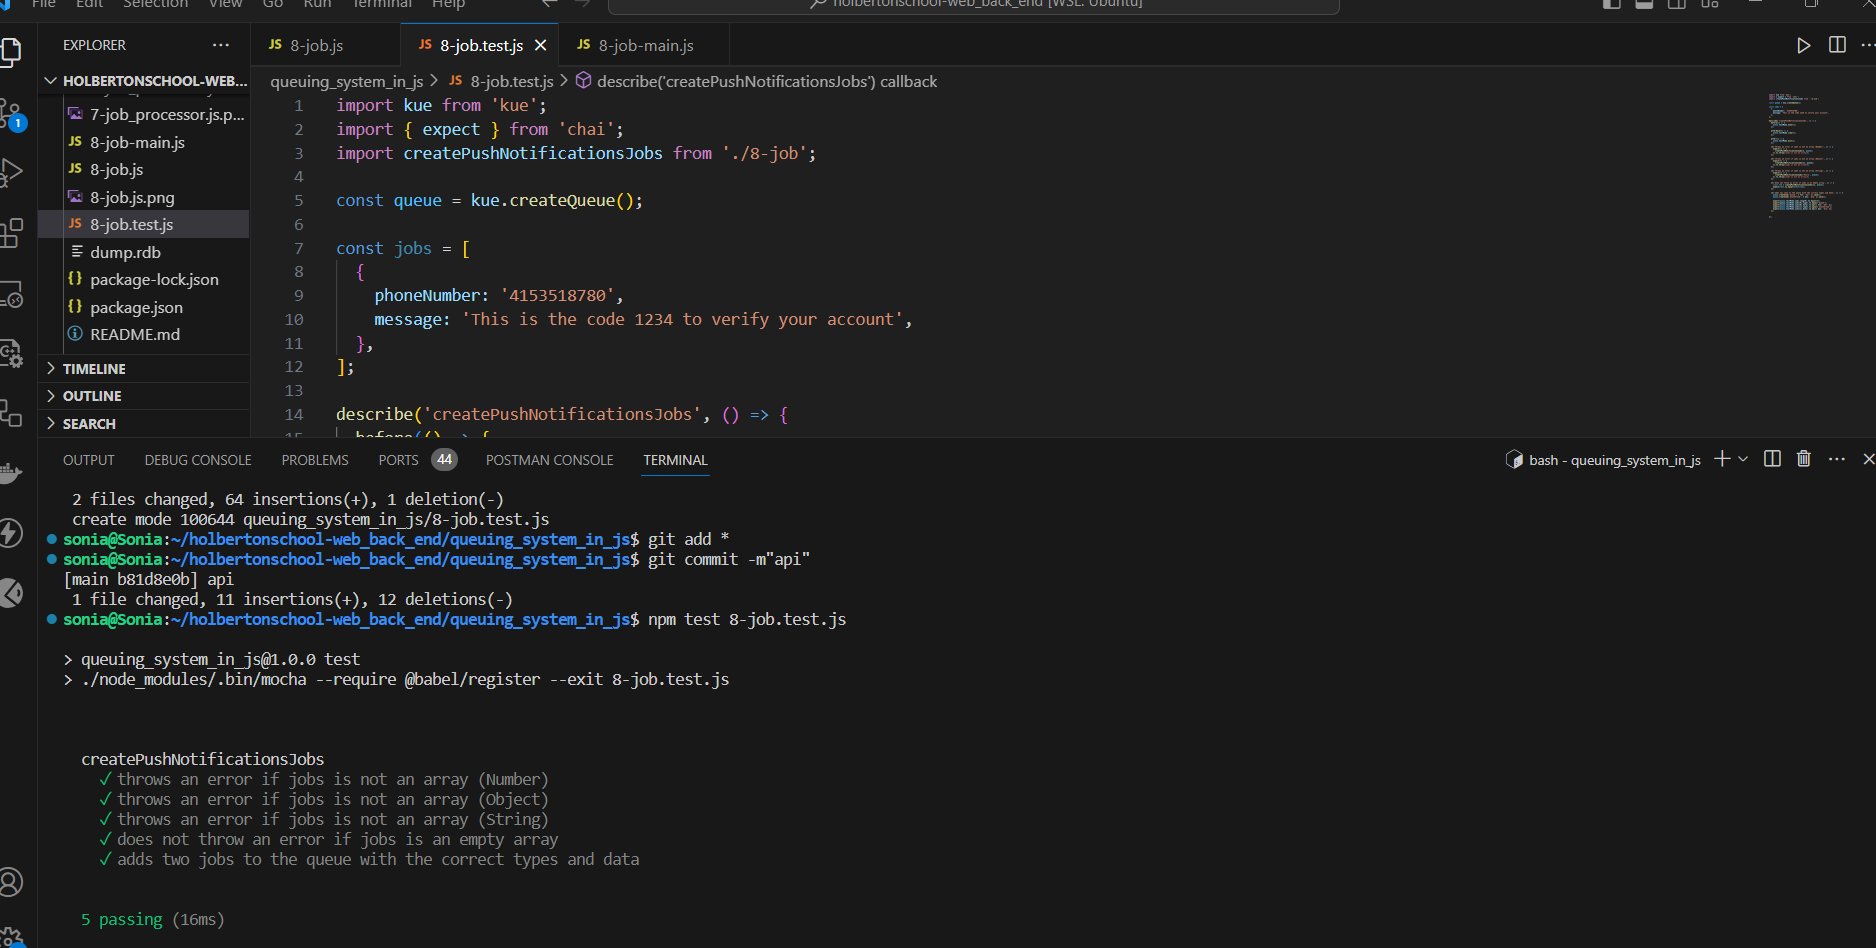 File Edit Selection View Go Run Terminal Help
holbertonschool-web_back_end [WSL: Ubuntu]
EXPLORER
HOLBERTONSCHOOL-WEB...
7-job_processor.js.p...
JS 8-job-main.js
JS 8-job.js
8-job.js.png
JS 8-job.test.js
dump.rdb
{} package-lock.json
{} package.json
README.md
TIMELINE
OUTLINE
SEARCH
1
JS 8-job.js
JS 8-job.test.js
JS 8-job-main.js
queuing_system_in_js > JS 8-job.test.js > describe('createPushNotificationsJobs') callback
1 import kue from 'kue';
2 import { expect } from 'chai';
3 import createPushNotificationsJobs from './8-job';
4
5 const queue = kue.createQueue();
6
7 const jobs = [
8 {
9 phoneNumber: '4153518780',
10 message: 'This is the code 1234 to verify your account',
11 },
12 ];
13
14 describe('createPushNotificationsJobs', () => {
15 before(() => {
OUTPUT DEBUG CONSOLE PROBLEMS PORTS 44 POSTMAN CONSOLE TERMINAL
bash - queuing_system_in_js
2 files changed, 64 insertions(+), 1 deletion(-)
create mode 100644 queuing_system_in_js/8-job.test.js
sonia@Sonia:~/holbertonschool-web_back_end/queuing_system_in_js$ git add *
sonia@Sonia:~/holbertonschool-web_back_end/queuing_system_in_js$ git commit -m"api"
[main b81d8e0b] api
1 file changed, 11 insertions(+), 12 deletions(-)
sonia@Sonia:~/holbertonschool-web_back_end/queuing_system_in_js$ npm test 8-job.test.js
> queuing_system_in_js@1.0.0 test
> ./node_modules/.bin/mocha --require @babel/register --exit 8-job.test.js
createPushNotificationsJobs
✓ throws an error if jobs is not an array (Number)
✓ throws an error if jobs is not an array (Object)
✓ throws an error if jobs is not an array (String)
✓ does not throw an error if jobs is an empty array
✓ adds two jobs to the queue with the correct types and data
5 passing (16ms)